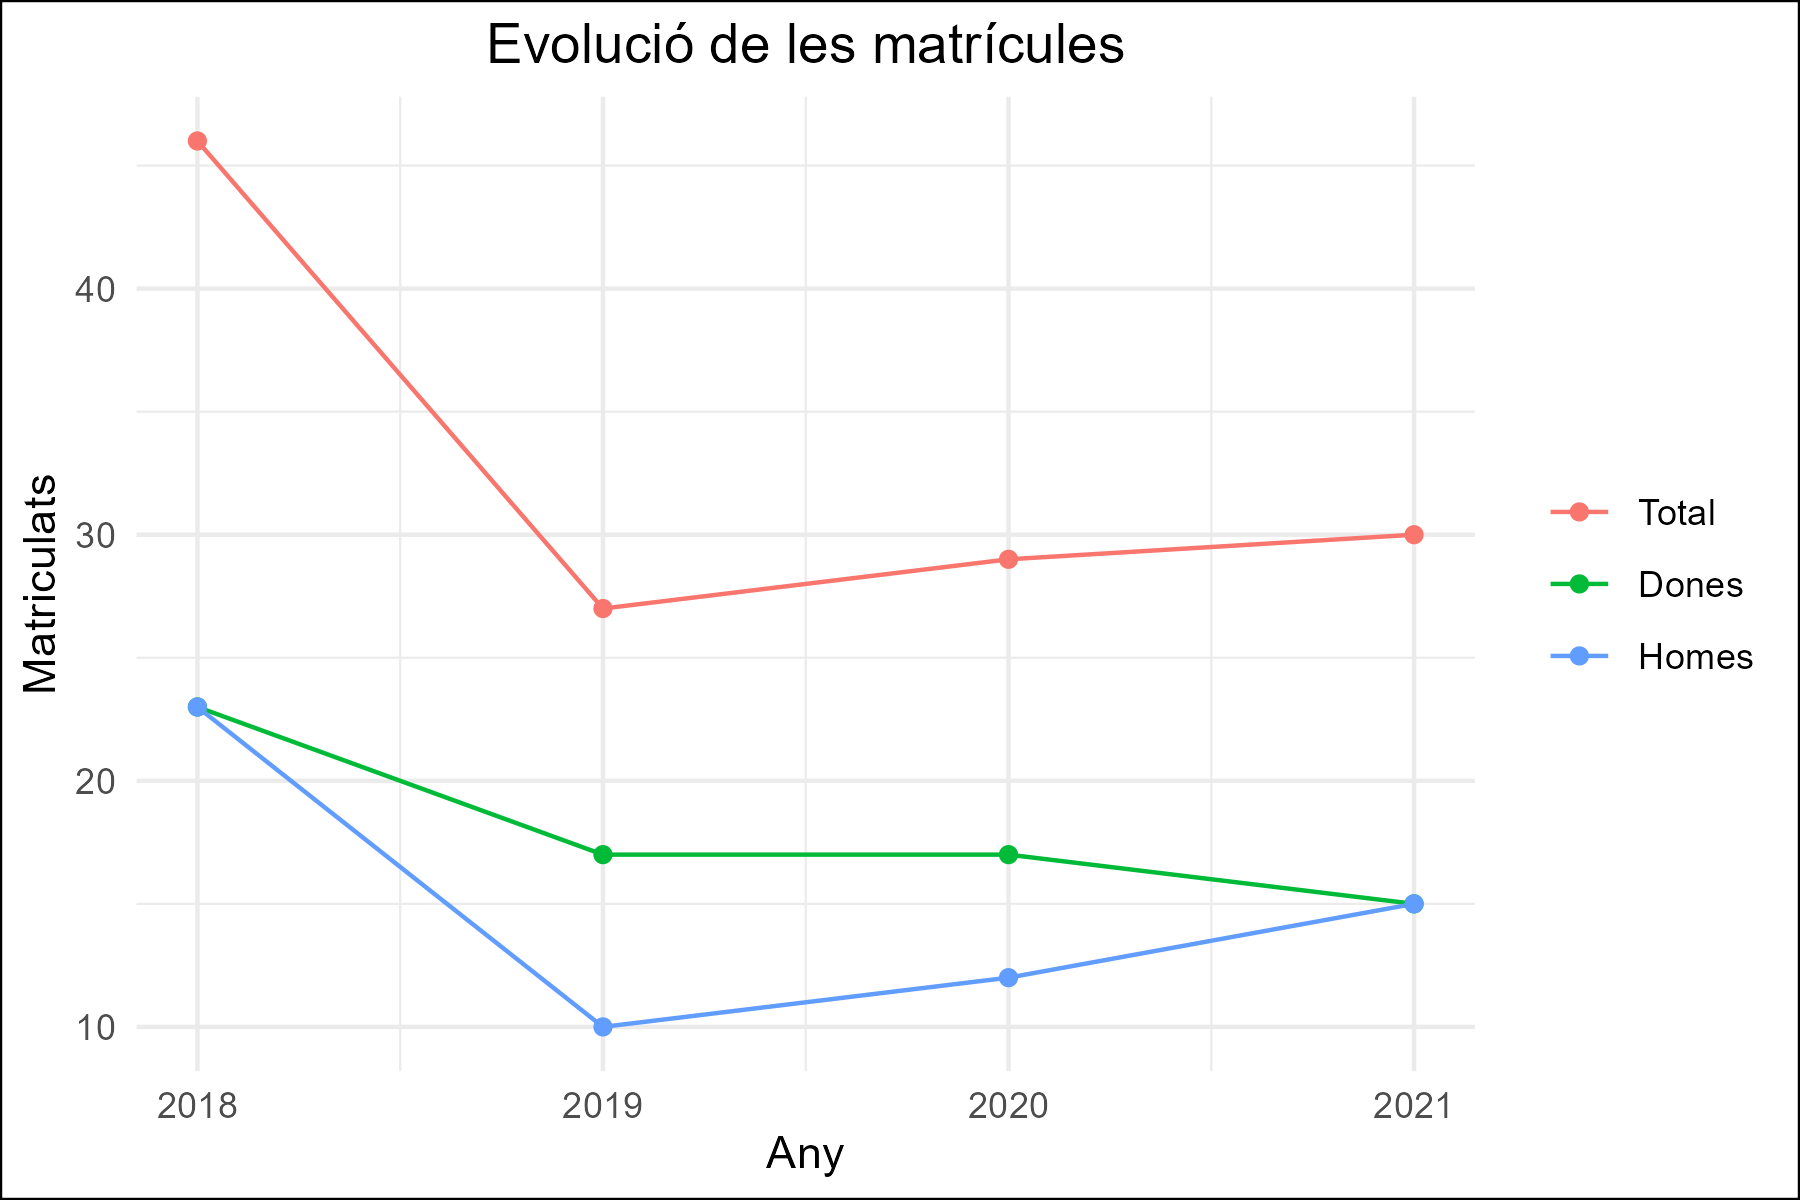 Evolució de les matrícules
Matriculats
40
30
20
10
2018
2019
2020
2021
Any
Total
Dones
Homes